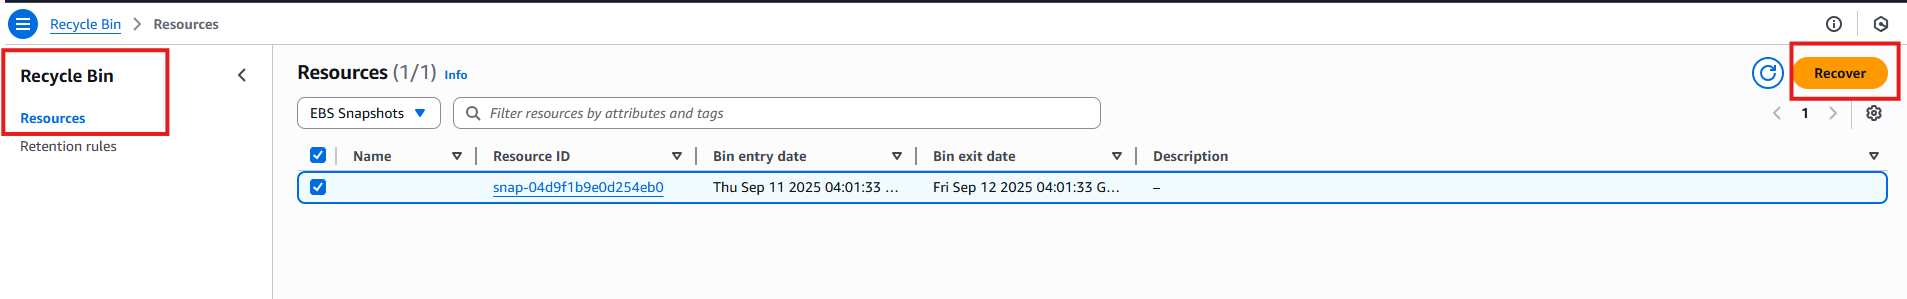 Recycle Bin > Resources
Recycle Bin
Resources
Retention rules
Resources (1/1) Info
Recover
EBS Snapshots
Filter resources by attributes and tags
1
Name Resource ID Bin entry date Bin exit date Description
snap-04d9f1b9e0d254eb0 Thu Sep 11 2025 04:01:33 ... Fri Sep 12 2025 04:01:33 G... –